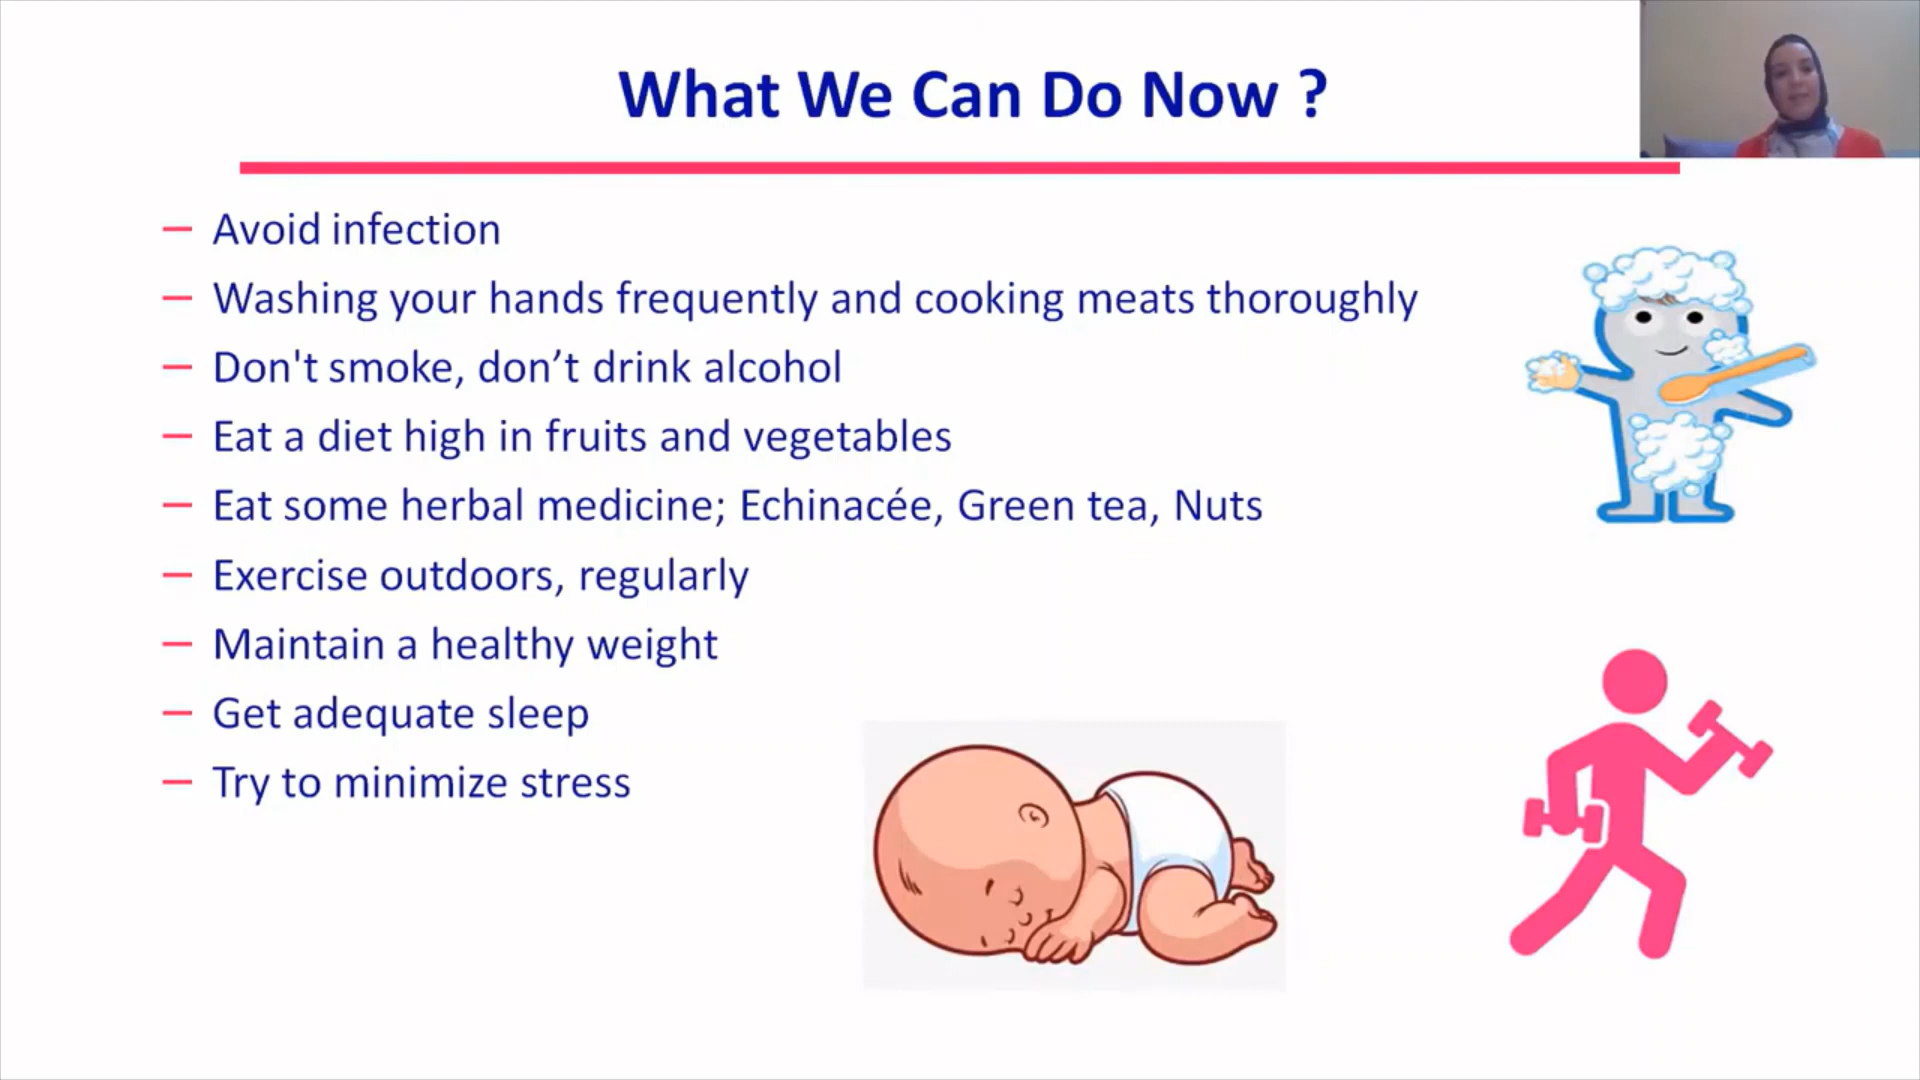 What We Can Do Now ?
– Avoid infection
– Washing your hands frequently and cooking meats thoroughly
– Don't smoke, don’t drink alcohol
– Eat a diet high in fruits and vegetables
– Eat some herbal medicine; Echinacée, Green tea, Nuts
– Exercise outdoors, regularly
– Maintain a healthy weight
– Get adequate sleep
– Try to minimize stress